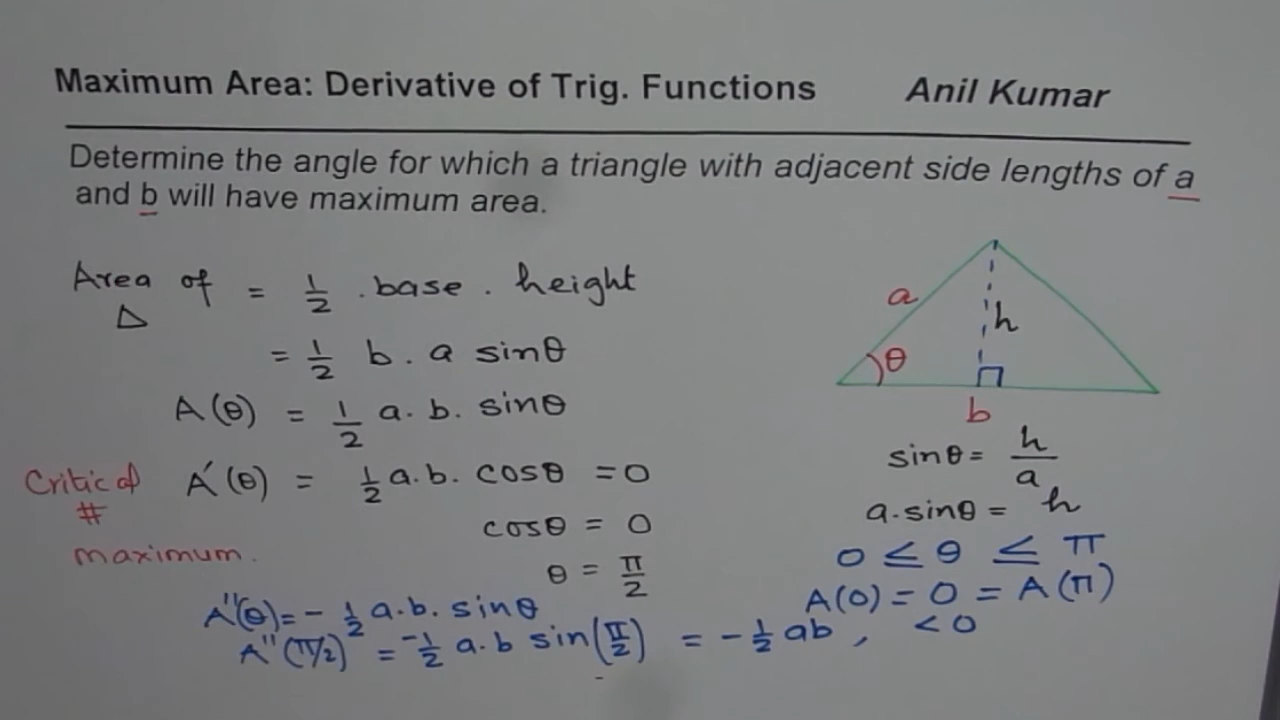 Maximum Area: Derivative of Trig. Functions Anil Kumar
Determine the angle for which a triangle with adjacent side lengths of a
and b will have maximum area.
Area of = 1/2 . base . height
Δ
= 1/2 b . a sinθ
A(θ) = 1/2 a. b. sinθ
Critical A′(θ) = 1/2 a.b. cosθ = 0
#
cosθ = 0
maximum.
θ = π/2
A″(θ) = - 1/2 a.b. sinθ
A″(π/2) = -1/2 a.b sin(π/2) = -1/2 ab , < 0
a
h
θ
b
sinθ = h/a
a.sinθ = h
0 ≤ θ ≤ π
A(0) = 0 = A(π)